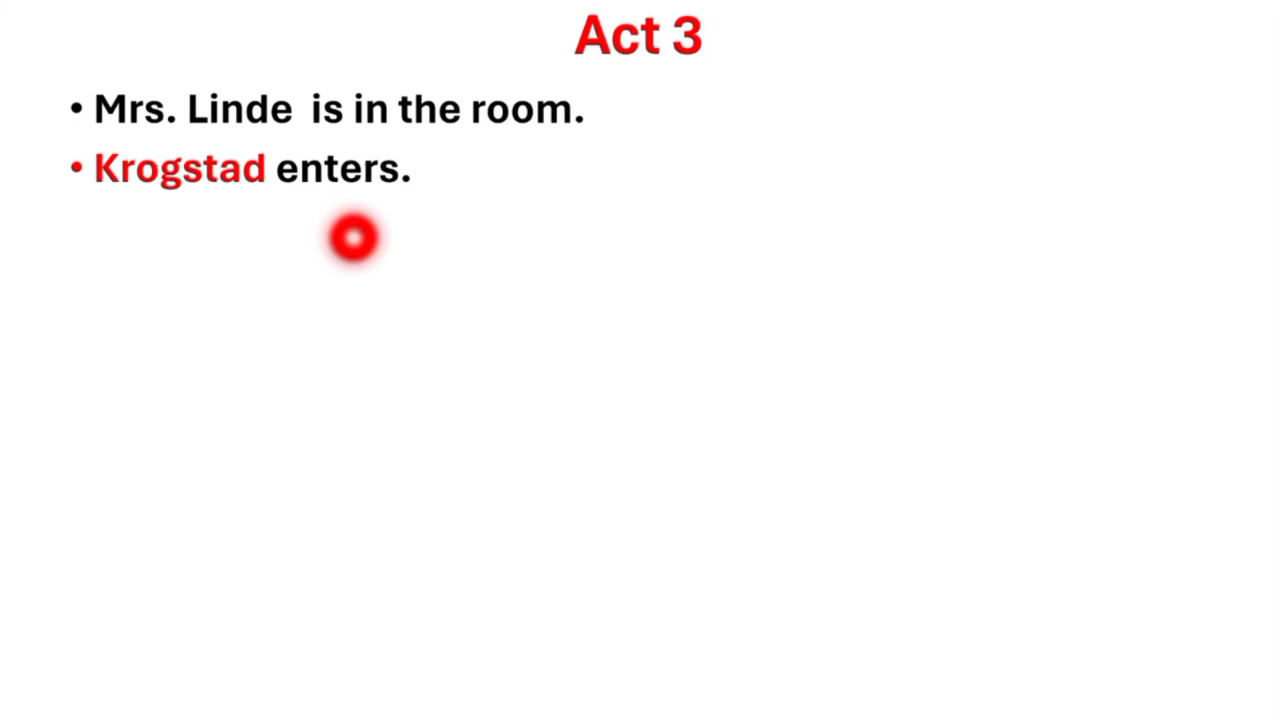 Act 3
• Mrs. Linde is in the room.
• Krogstad enters.